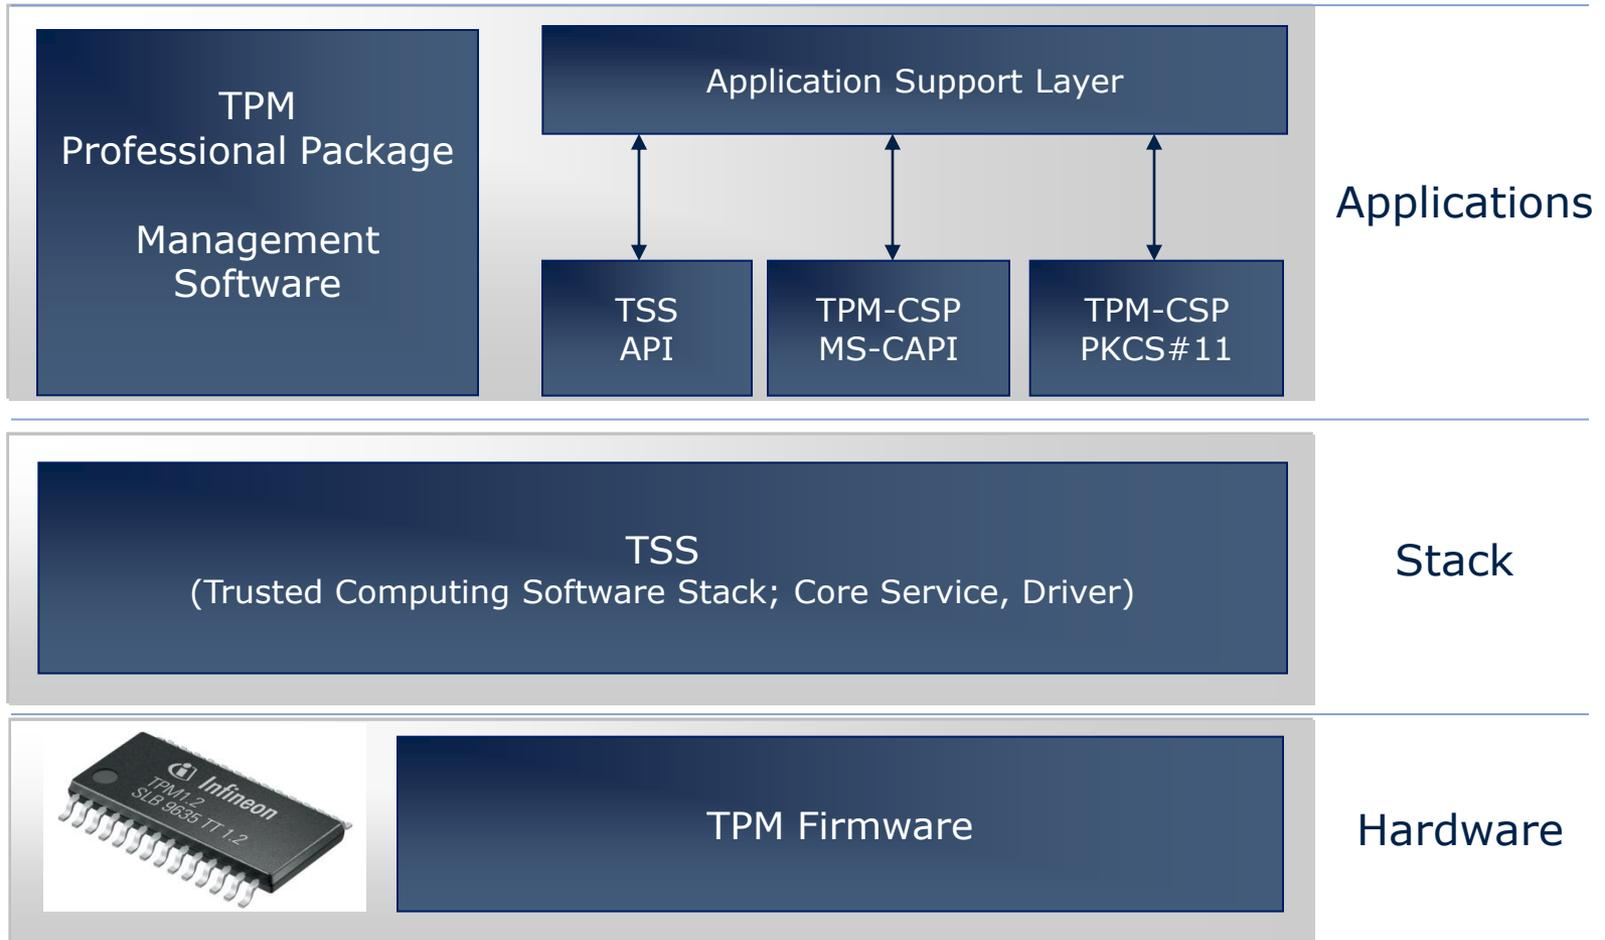 TPM
Professional Package
Management
Software
Application Support Layer
TSS
API
TPM-CSP
MS-CAPI
TPM-CSP
PKCS#11
Applications
TSS
(Trusted Computing Software Stack; Core Service, Driver)
Stack
Infineon
TPM1.2
SLB 9635 TT 1.2
TPM Firmware
Hardware